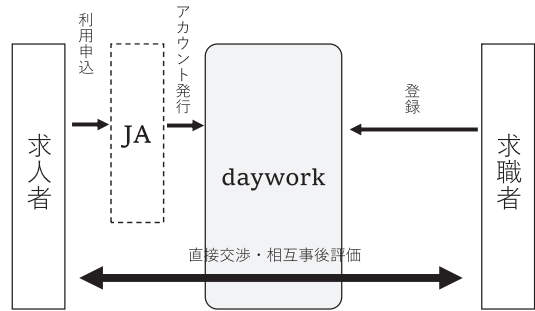 求人者
利用申込
JA
アカウント発行
daywork
登録
求職者
直接交渉・相互事後評価